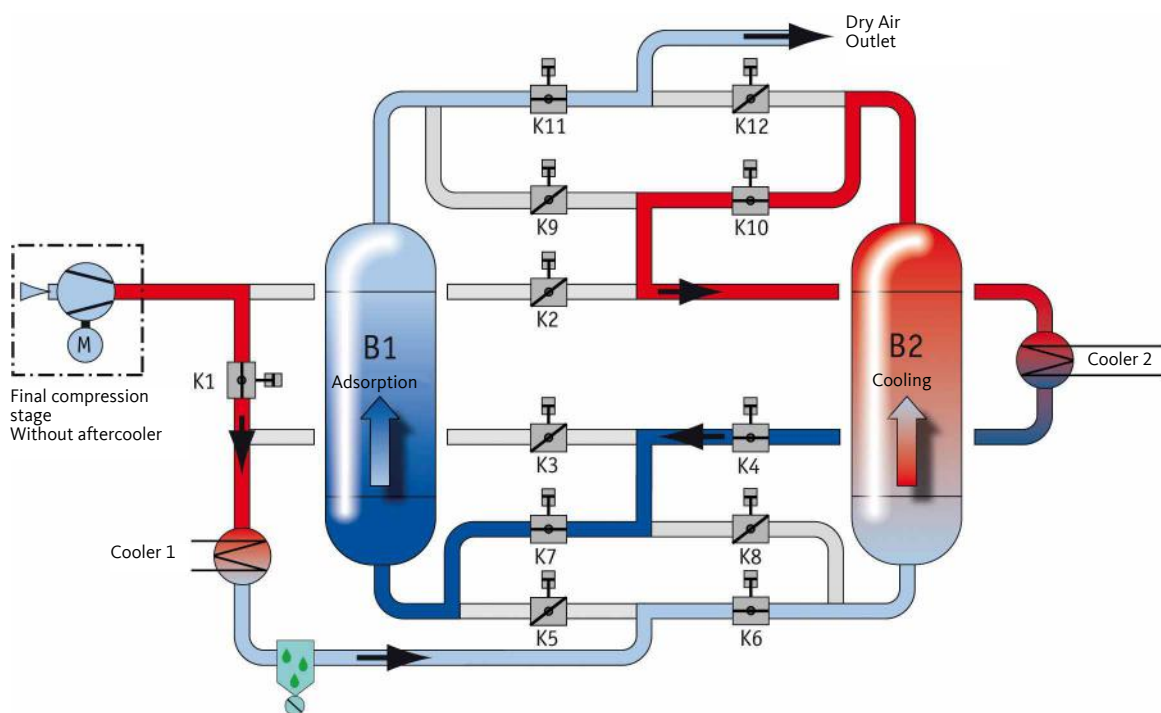 Dry Air
Outlet
K11
K12
K9
K10
K2
M
B1
B2
Cooler 2
K1
Adsorption
Cooling
Final compression
stage
Without aftercooler
K3
K4
Cooler 1
K7
K8
K5
K6